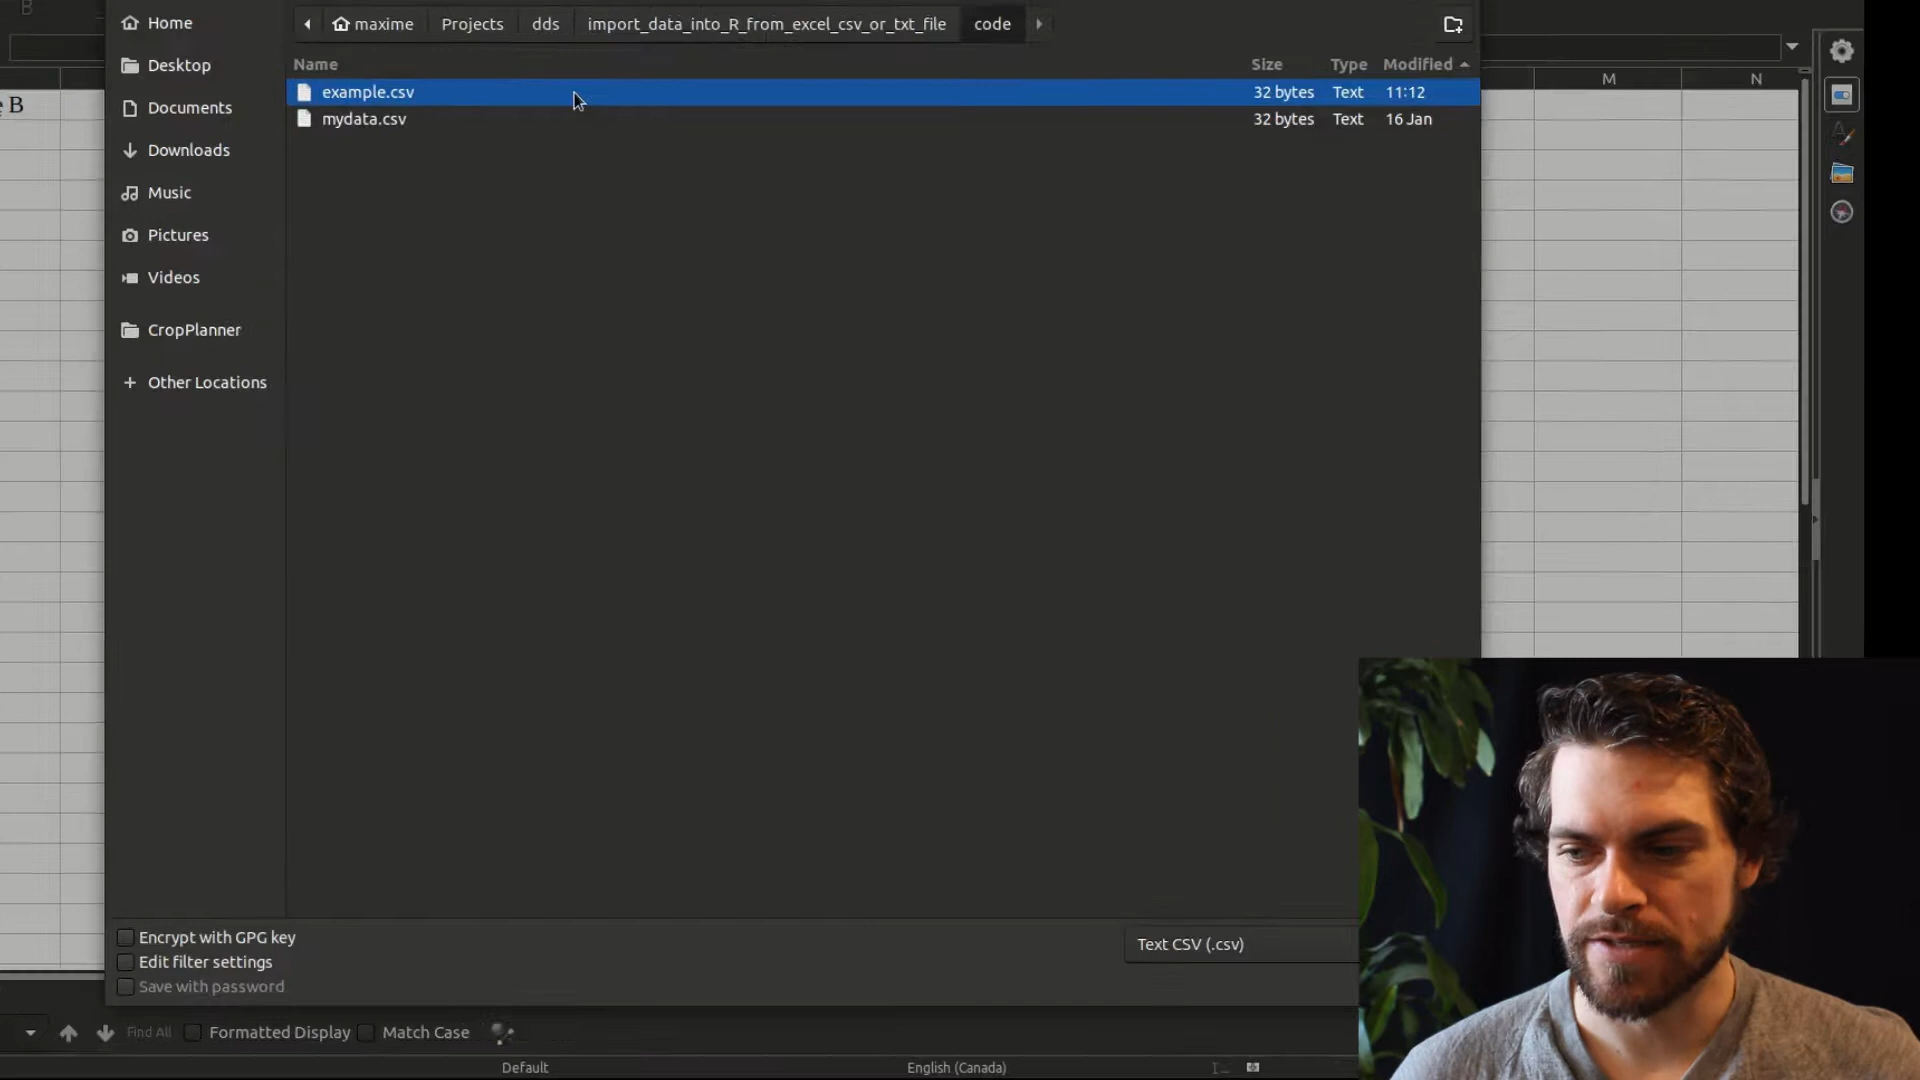 B
Home
maxime Projects dds import_data_into_R_from_excel_csv_or_txt_file code
Name Size Type Modified
Desktop
M N
B
example.csv 32 bytes Text 11:12
Documents
mydata.csv 32 bytes Text 16 Jan
Downloads
Music
Pictures
Videos
CropPlanner
+ Other Locations
Encrypt with GPG key
Text CSV (.csv)
Edit filter settings
Save with password
Find All Formatted Display Match Case
Default English (Canada)